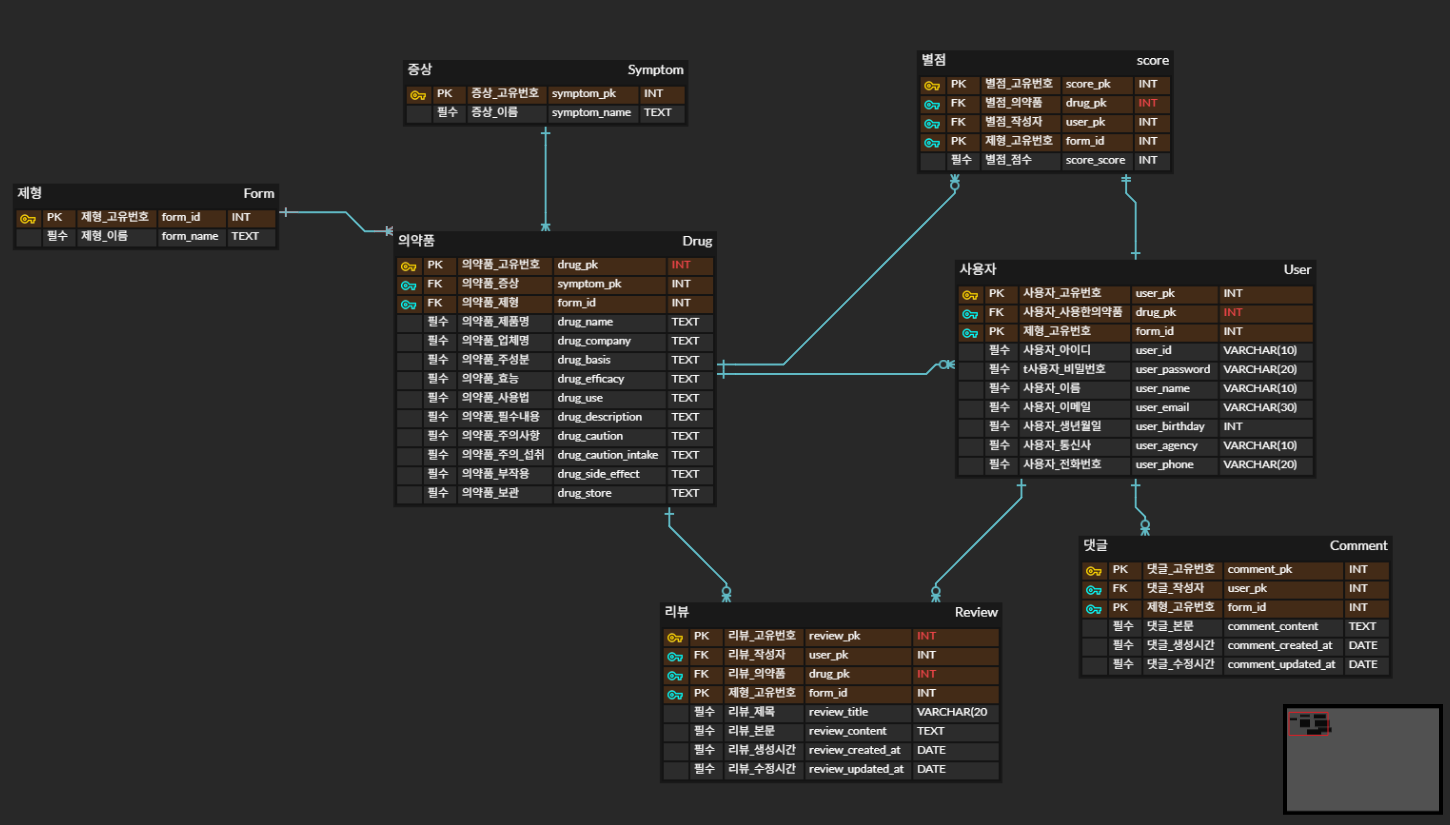 증상 Symptom
PK 증상_고유번호 symptom_pk INT
필수 증상_이름 symptom_name TEXT
별점 score
PK 별점_고유번호 score_pk INT
FK 별점_의약품 drug_pk INT
FK 별점_작성자 user_pk INT
PK 제형_고유번호 form_id INT
필수 별점_점수 score_score INT
제형 Form
PK 제형_고유번호 form_id INT
필수 제형_이름 form_name TEXT
의약품 Drug
PK 의약품_고유번호 drug_pk INT
FK 의약품_증상 symptom_pk INT
FK 의약품_제형 form_id INT
필수 의약품_제품명 drug_name TEXT
필수 의약품_업체명 drug_company TEXT
필수 의약품_주성분 drug_basis TEXT
필수 의약품_효능 drug_efficacy TEXT
필수 의약품_사용법 drug_use TEXT
필수 의약품_필수내용 drug_description TEXT
필수 의약품_주의사항 drug_caution TEXT
필수 의약품_주의_섭취 drug_caution_intake TEXT
필수 의약품_부작용 drug_side_effect TEXT
필수 의약품_보관 drug_store TEXT
사용자 User
PK 사용자_고유번호 user_pk INT
FK 사용자_사용한의약품 drug_pk INT
PK 제형_고유번호 form_id INT
필수 사용자_아이디 user_id VARCHAR(10)
필수 t사용자_비밀번호 user_password VARCHAR(20)
필수 사용자_이름 user_name VARCHAR(10)
필수 사용자_이메일 user_email VARCHAR(30)
필수 사용자_생년월일 user_birthday INT
필수 사용자_통신사 user_agency VARCHAR(10)
필수 사용자_전화번호 user_phone VARCHAR(20)
댓글 Comment
PK 댓글_고유번호 comment_pk INT
FK 댓글_작성자 user_pk INT
PK 제형_고유번호 form_id INT
필수 댓글_본문 comment_content TEXT
필수 댓글_생성시간 comment_created_at DATE
필수 댓글_수정시간 comment_updated_at DATE
리뷰 Review
PK 리뷰_고유번호 review_pk INT
FK 리뷰_작성자 user_pk INT
FK 리뷰_의약품 drug_pk INT
PK 제형_고유번호 form_id INT
필수 리뷰_제목 review_title VARCHAR(20
필수 리뷰_본문 review_content TEXT
필수 리뷰_생성시간 review_created_at DATE
필수 리뷰_수정시간 review_updated_at DATE